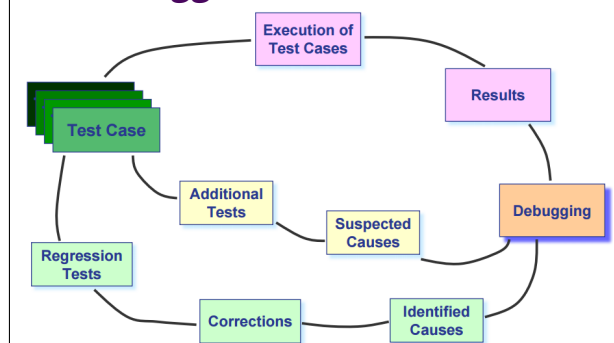 Execution of
Test Cases
Results
Test Case
Additional
Tests
Suspected
Causes
Debugging
Regression
Tests
Corrections
Identified
Causes